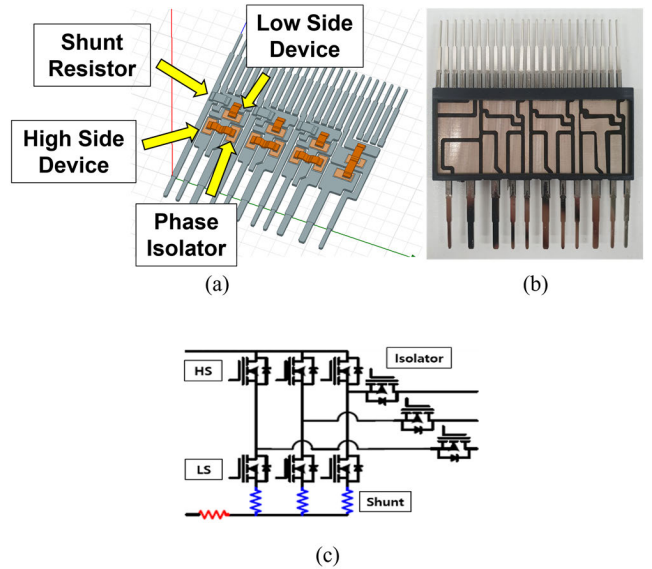 Low Side
Device
Shunt
Resistor
High Side
Device
Phase
Isolator
(a)
(b)
HS
Isolator
LS
Shunt
(c)